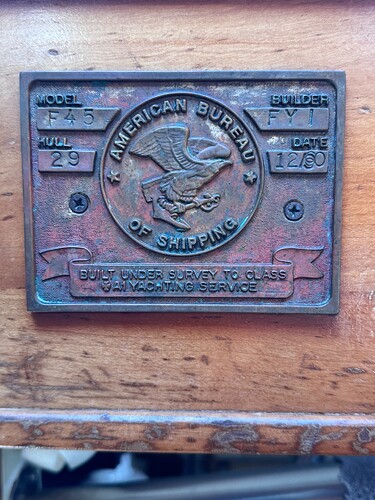 MODEL
F45
BUILDER
FYI
HULL
29
DATE
12/80
AMERICAN BUREAU
OF SHIPPING
BUILT UNDER SURVEY TO CLASS
✠A1 YACHTING SERVICE